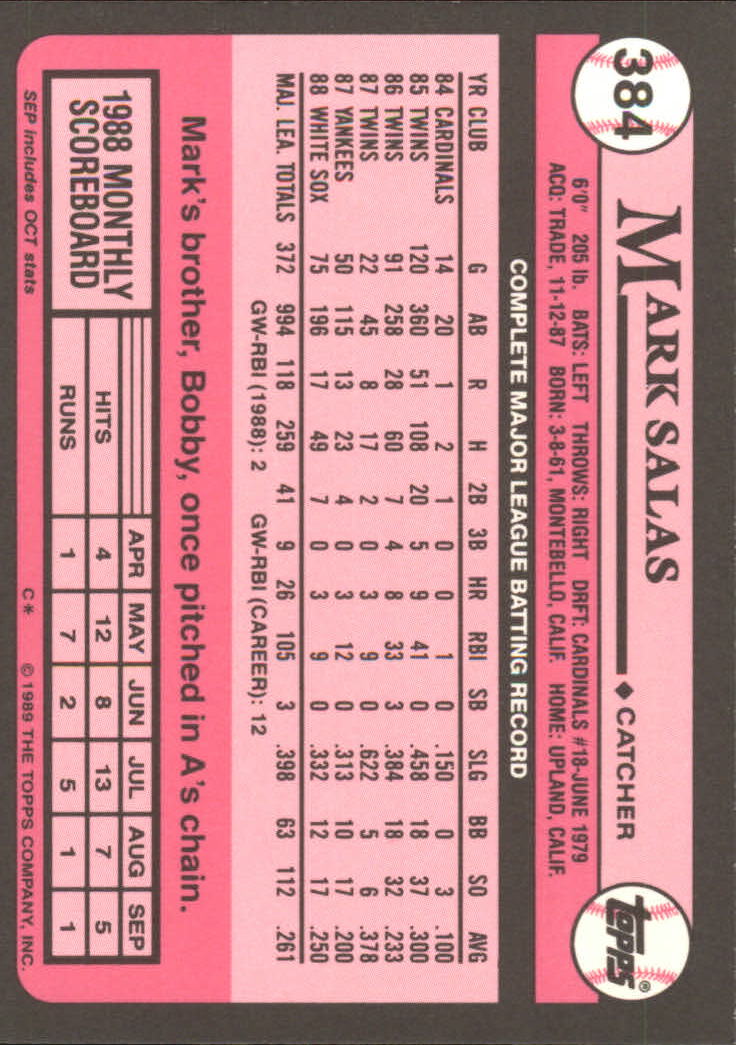 384
MARK SALAS ♦ CATCHER
topps®
6'0" 205 lb. BATS: LEFT THROWS: RIGHT DRFT: CARDINALS #18-JUNE 1979
ACQ: TRADE, 11-12-87 BORN: 3-8-61, MONTEBELLO, CALIF. HOME: UPLAND, CALIF.
COMPLETE MAJOR LEAGUE BATTING RECORD
YR CLUB G AB R H 2B 3B HR RBI SB SLG BB SO AVG
84 CARDINALS 14 20 1 2 1 0 0 1 0 .150 0 3 .100
85 TWINS 120 360 51 108 20 5 9 41 0 .458 18 37 .300
86 TWINS 91 258 28 60 7 4 8 33 3 .384 18 32 .233
87 TWINS 22 45 8 17 2 0 3 9 0 .622 5 6 .378
87 YANKEES 50 115 13 23 4 0 3 12 0 .313 10 17 .200
88 WHITE SOX 75 196 17 49 7 0 3 9 0 .332 12 17 .250
MAJ. LEA. TOTALS 372 994 118 259 41 9 26 105 3 .398 63 112 .261
GW-RBI (1988): 2 GW-RBI (CAREER): 12
Mark's brother, Bobby, once pitched in A's chain.
1988 MONTHLY
SCOREBOARD
APR MAY JUN JUL AUG SEP
HITS 4 12 8 13 7 5
RUNS 1 7 2 5 1 1
SEP includes OCT stats
C* © 1989 THE TOPPS COMPANY, INC.